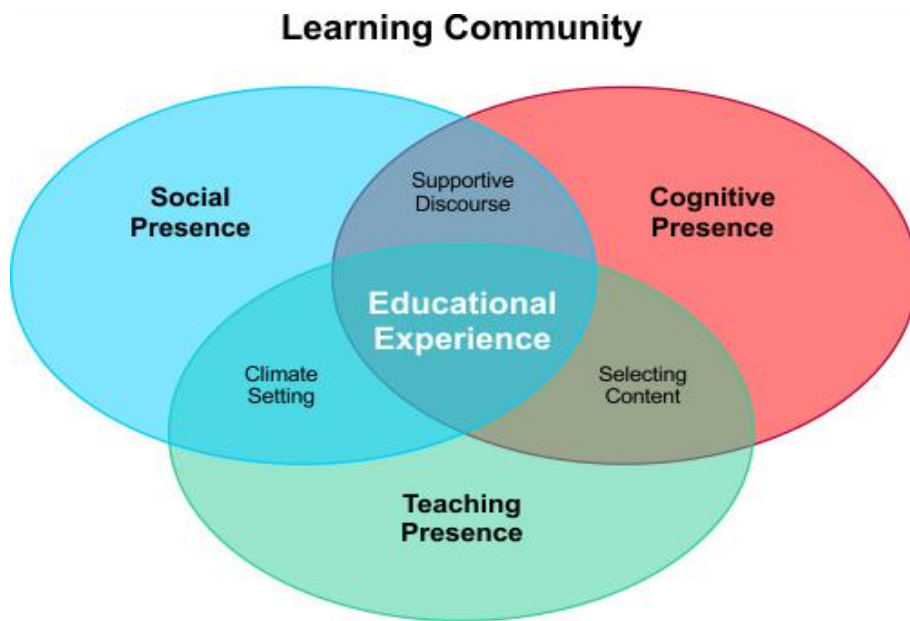 Learning Community
Social
Presence
Supportive
Discourse
Cognitive
Presence
Educational
Experience
Climate
Setting
Selecting
Content
Teaching
Presence